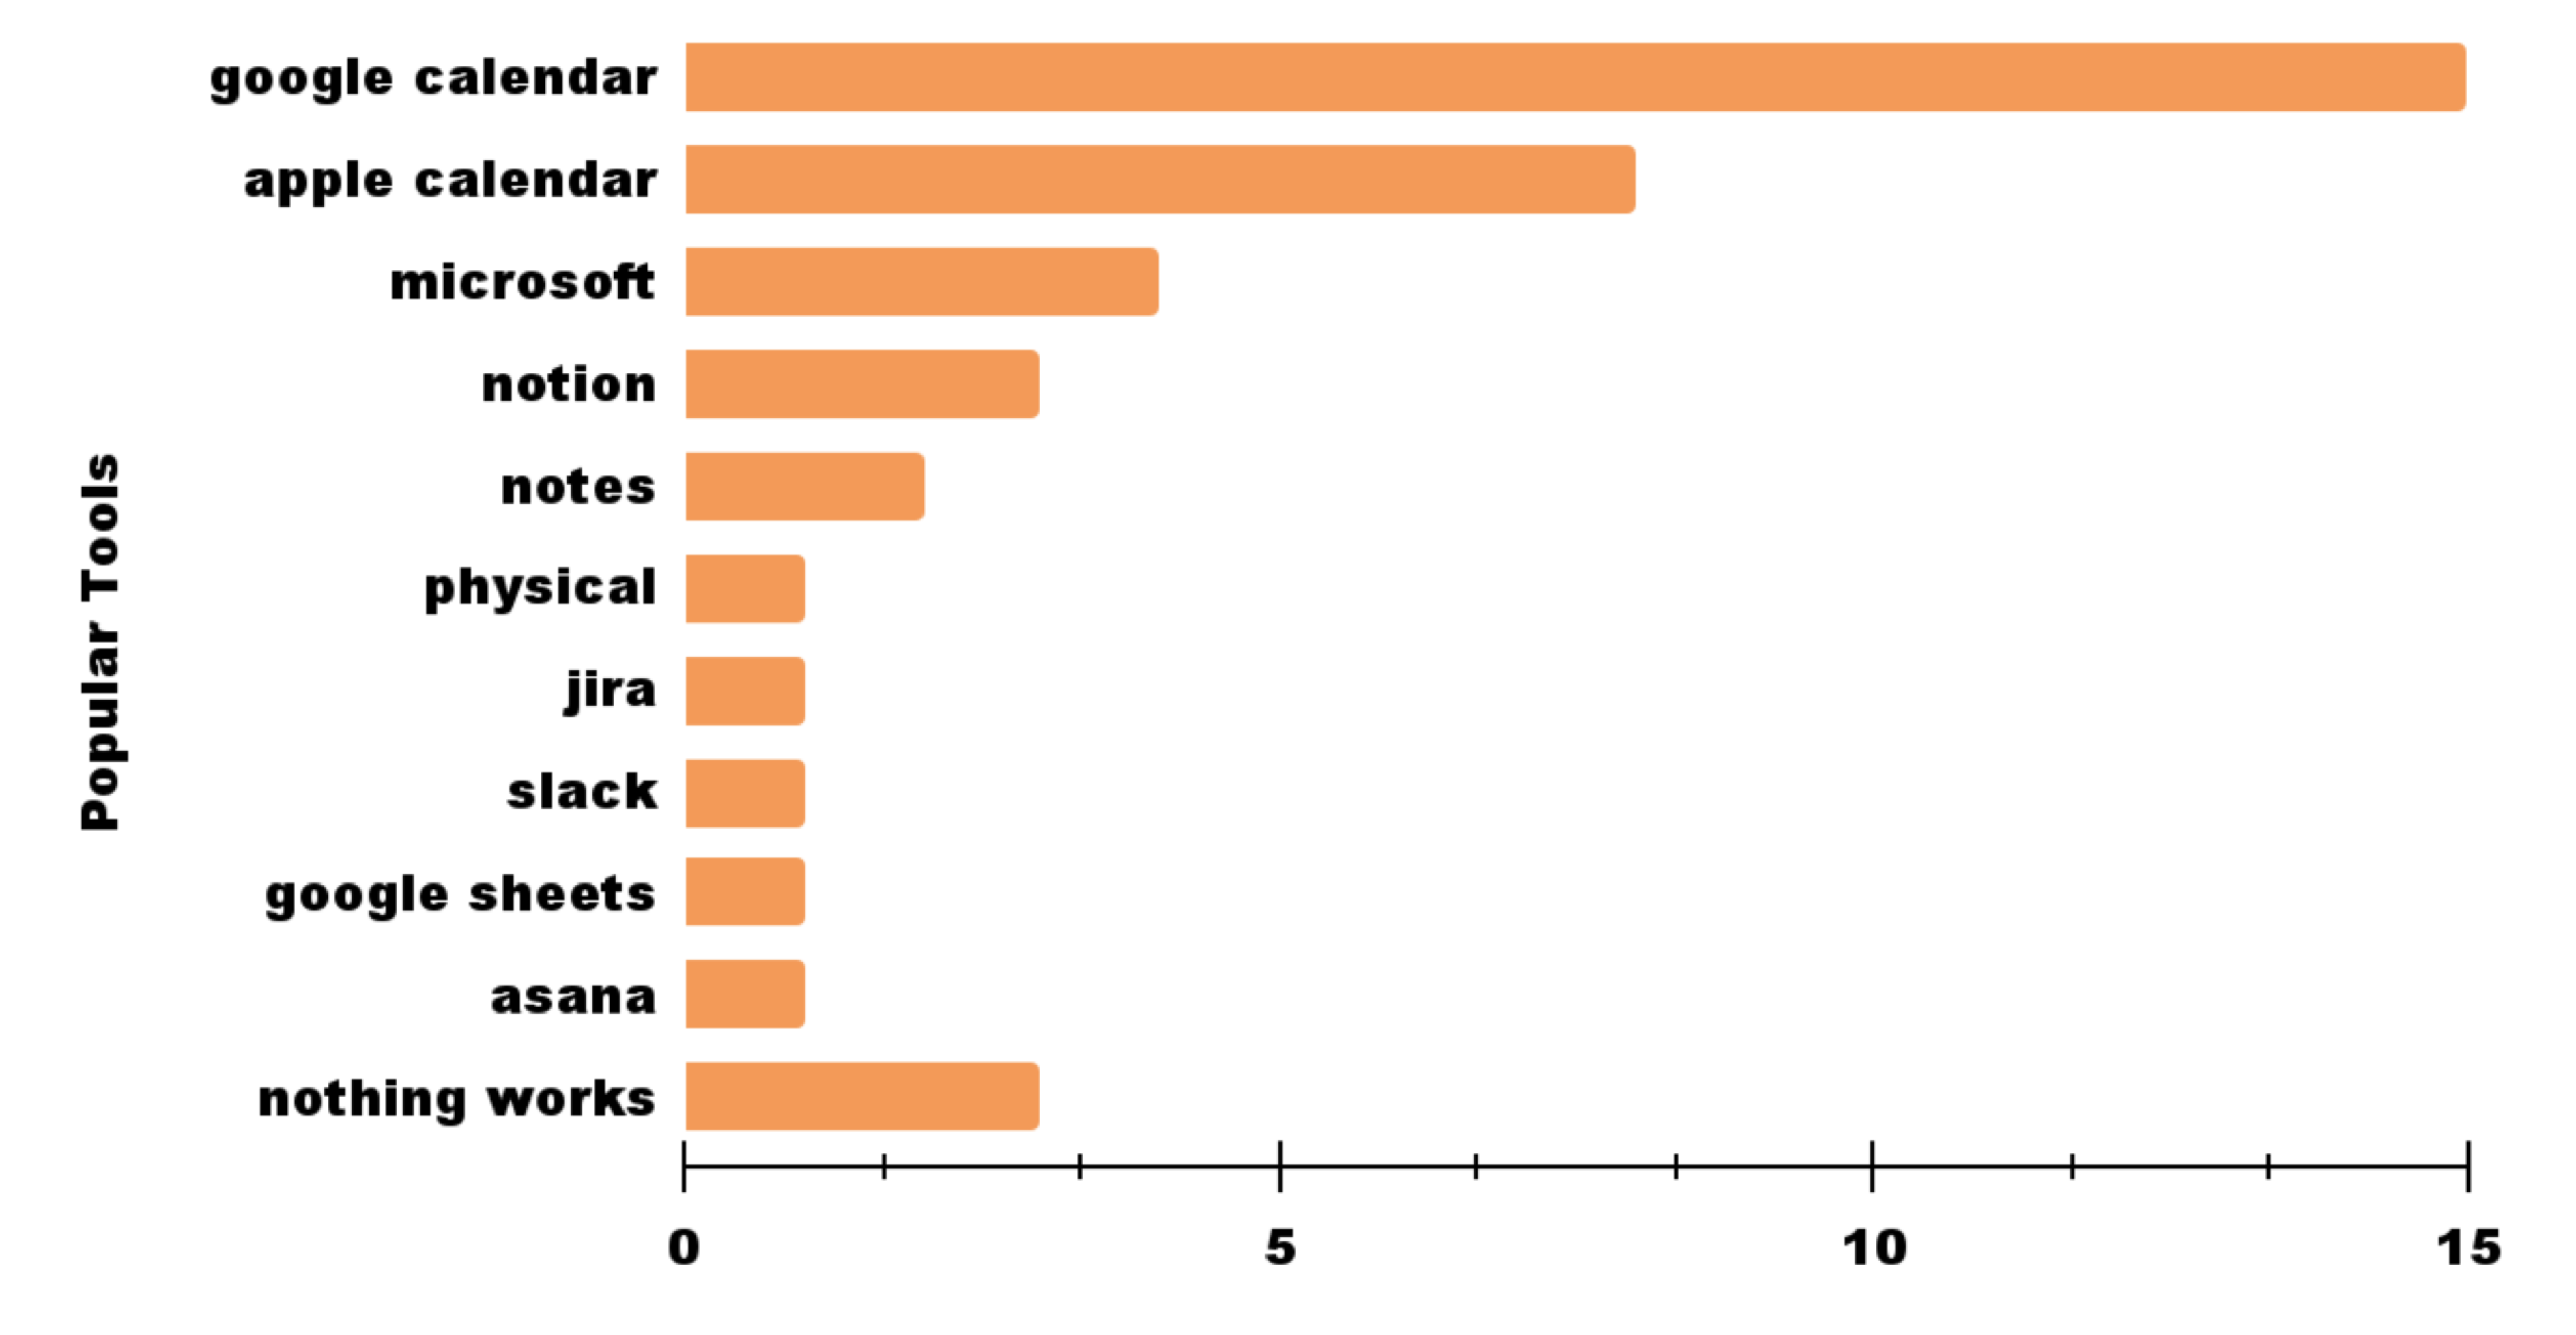 google calendar
apple calendar
microsoft
notion
notes
physical
jira
slack
google sheets
asana
nothing works
Popular Tools
0 5 10 15